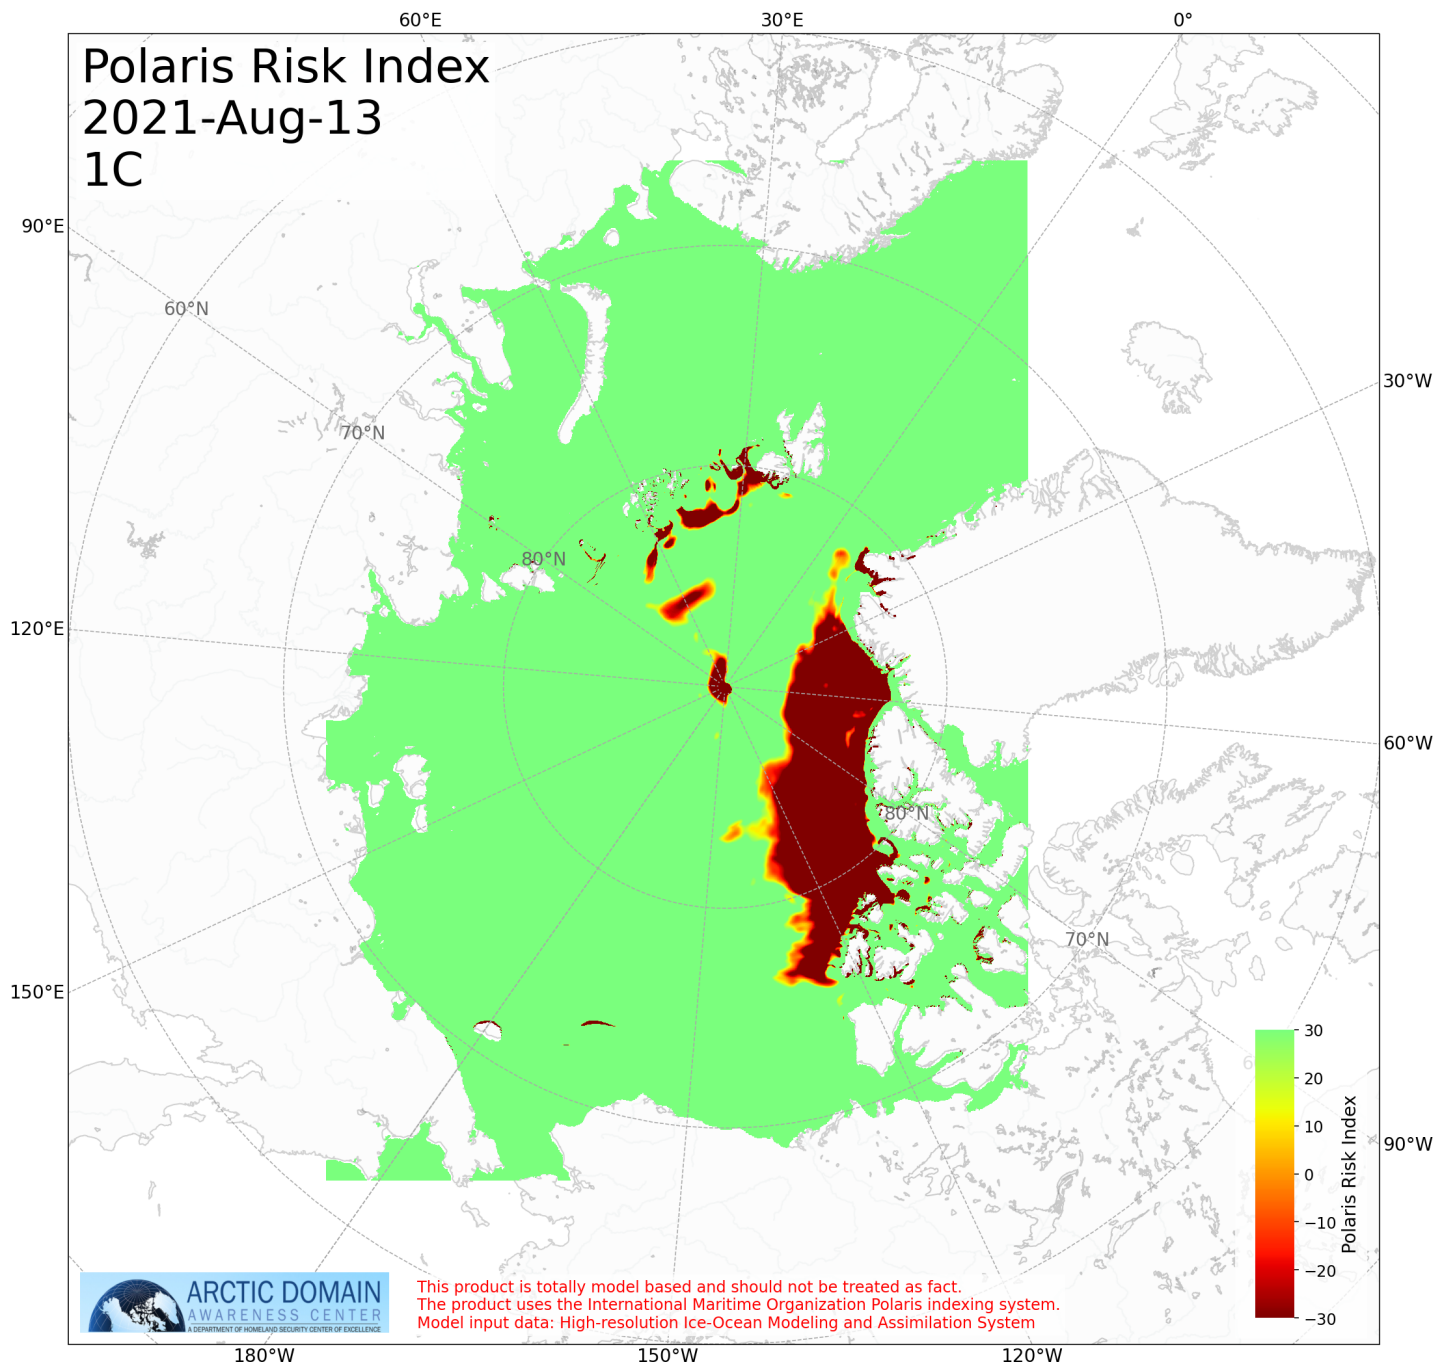 60°E 30°E 0°
Polaris Risk Index
2021-Aug-13
1C
90°E
60°N
30°W
70°N
80°N
120°E
60°W
80°N
70°N
150°E
30
20
10
0
−10
−20
−30
Polaris Risk Index
90°W
ARCTIC DOMAIN
AWARENESS CENTER
A DEPARTMENT OF HOMELAND SECURITY CENTER OF EXCELLENCE
This product is totally model based and should not be treated as fact.
The product uses the International Maritime Organization Polaris indexing system.
Model input data: High-resolution Ice-Ocean Modeling and Assimilation System
180°W 150°W 120°W